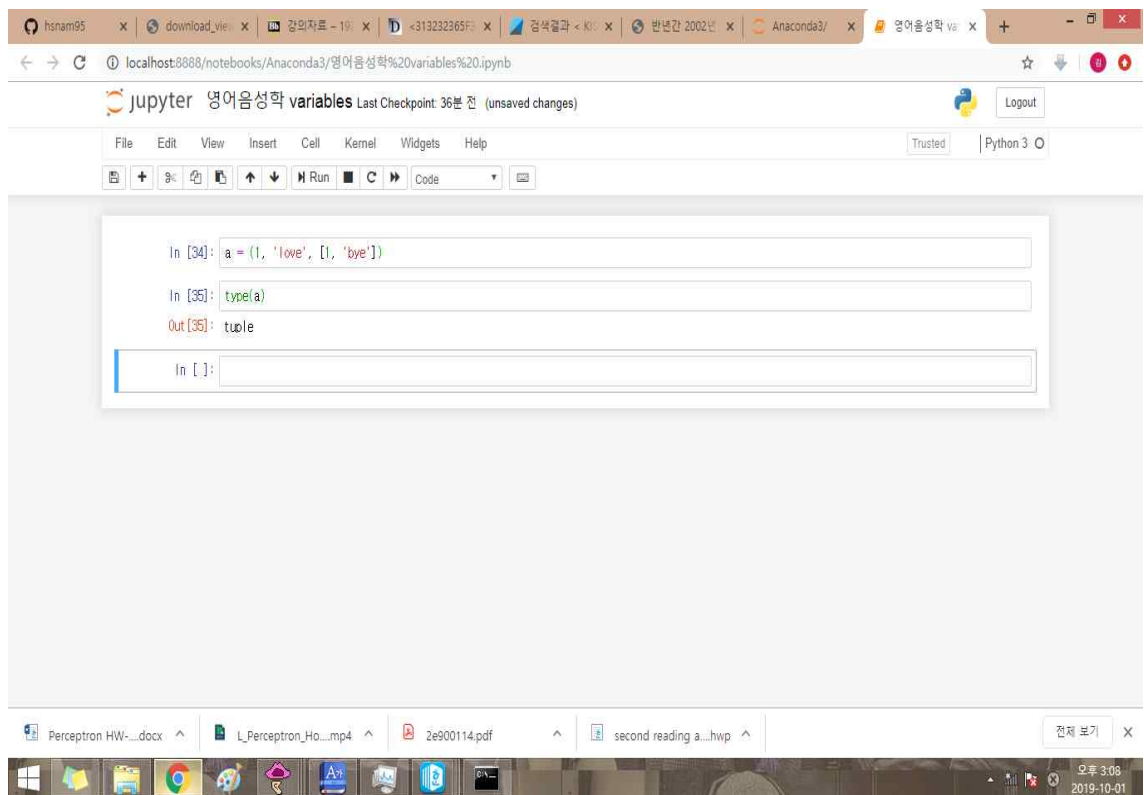 hsnam95 download_vie 강의자료 – 19 <313232365F3 검색결과 < KIS 반년간 2002년 Anaconda3/ 영어음성학 va
localhost:8888/notebooks/Anaconda3/영어음성학%20variables%20.ipynb
jupyter 영어음성학 variables Last Checkpoint: 36분 전 (unsaved changes) Logout
File Edit View Insert Cell Kernel Widgets Help Trusted Python 3
Run Code
In [34]: a = (1, 'love', [1, 'bye'])
In [35]: type(a)
Out[35]: tuple
In [ ]:
Perceptron HW-....docx L_Perceptron_Ho....mp4 2e900114.pdf second reading a....hwp 전체 보기
오후 3:08
2019-10-01